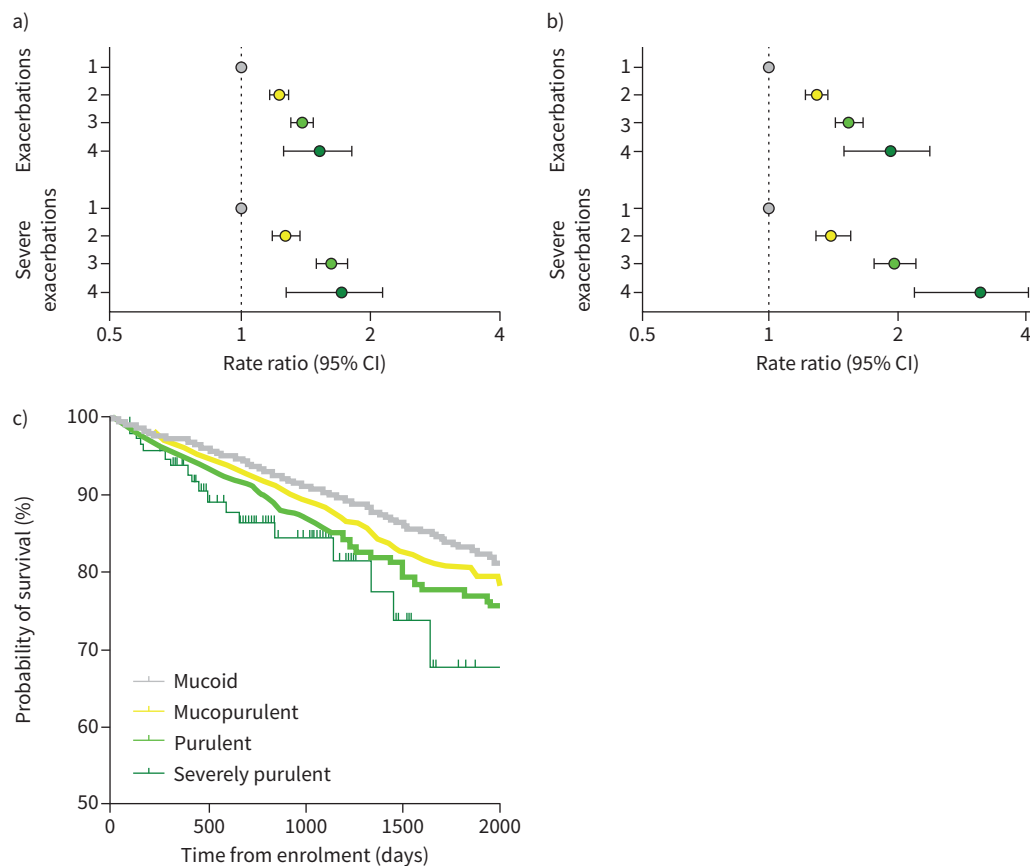 a)
Exacerbations
1
2
3
4
Severe
exacerbations
1
2
3
4
0.5
1
2
4
Rate ratio (95% CI)
b)
Exacerbations
1
2
3
4
Severe
exacerbations
1
2
3
4
0.5
1
2
4
Rate ratio (95% CI)
c)
Probability of survival (%)
100
90
80
70
60
50
Mucoid
Mucopurulent
Purulent
Severely purulent
0
500
1000
1500
2000
Time from enrolment (days)